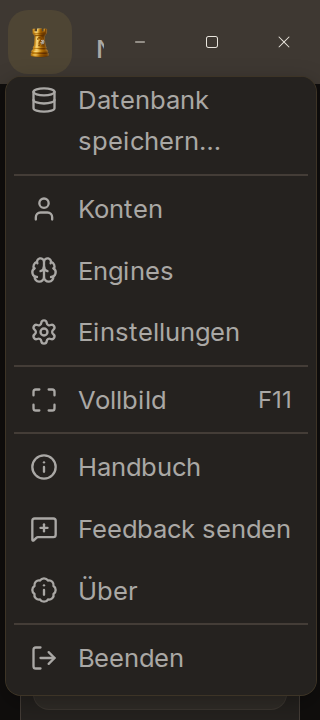 Datenbank
speichern...
Konten
Engines
Einstellungen
Vollbild F11
Handbuch
Feedback senden
Über
Beenden